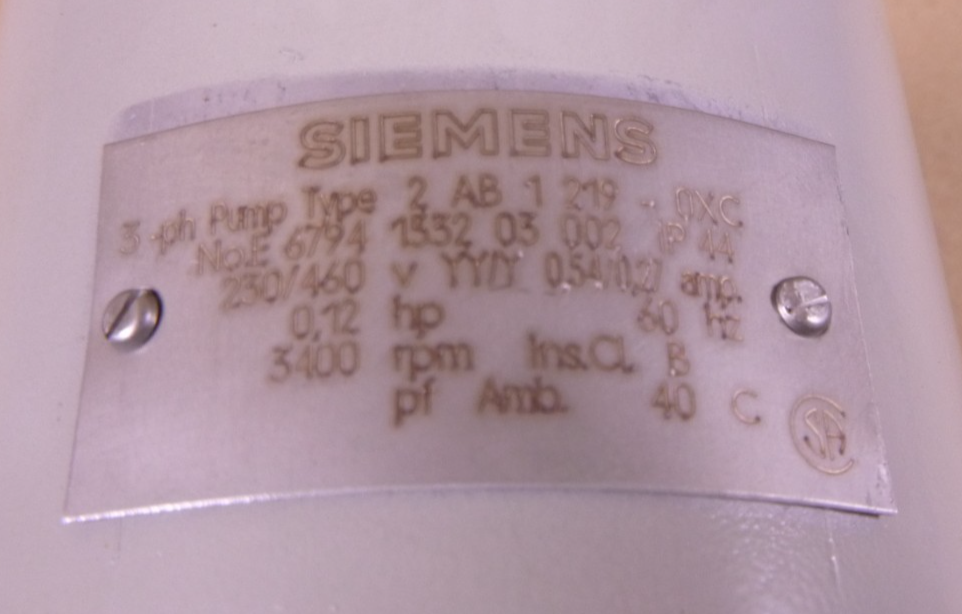 SIEMENS
3-ph Pump Type 2 AB 1 219 - 0XC
No.E 6794 1332 03 002 IP 44
230/460 v YY/Y 0,54/0,27 amp.
0,12 hp 60 hz
3400 rpm Ins.Cl. B
pf Amb. 40 C
CSA